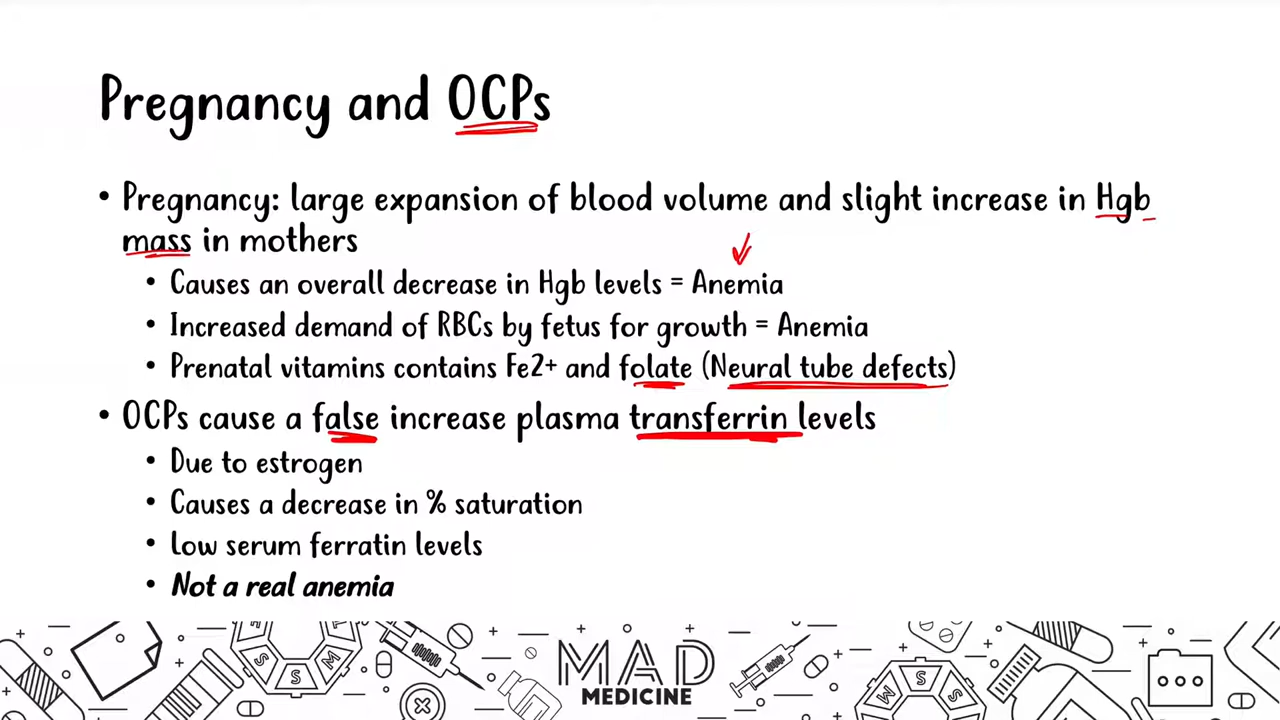 Pregnancy and OCPs
• Pregnancy: large expansion of blood volume and slight increase in Hgb
mass in mothers
• Causes an overall decrease in Hgb levels = Anemia
• Increased demand of RBCs by fetus for growth = Anemia
• Prenatal vitamins contains Fe2+ and folate (Neural tube defects)
• OCPs cause a false increase plasma transferrin levels
• Due to estrogen
• Causes a decrease in % saturation
• Low serum ferratin levels
• Not a real anemia
MAD
MEDICINE